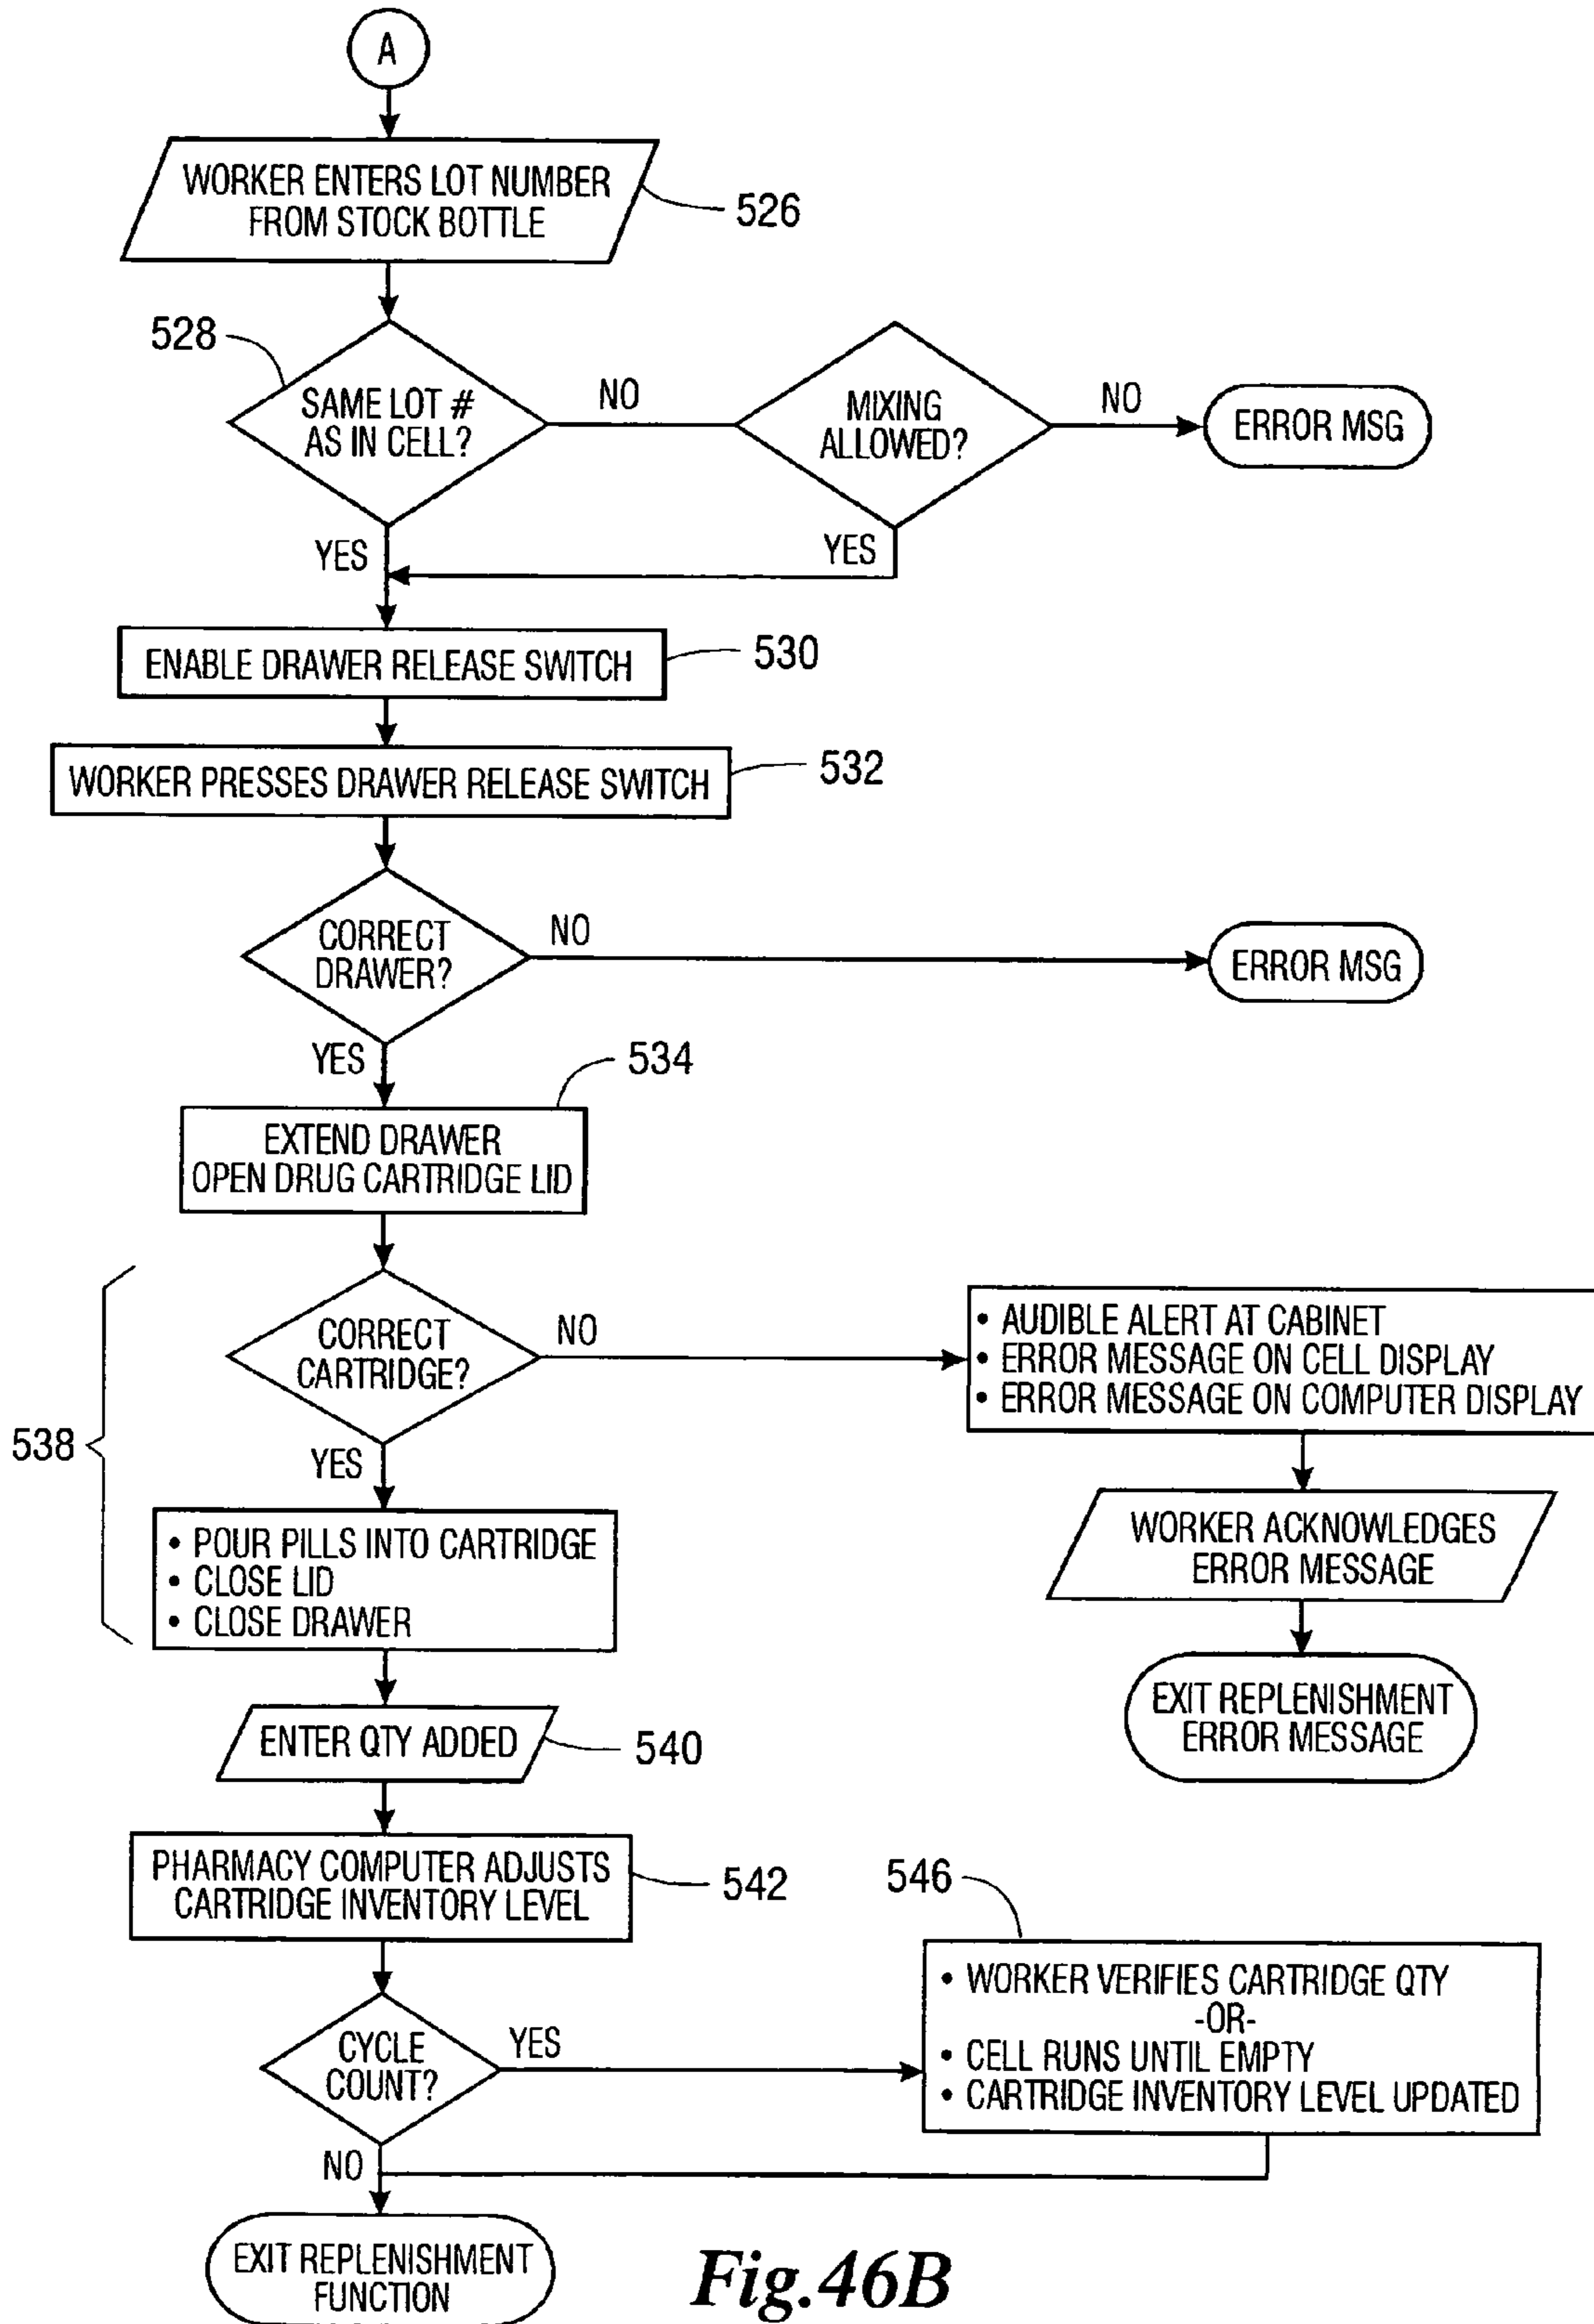 A
WORKER ENTERS LOT NUMBER
FROM STOCK BOTTLE
526
528
SAME LOT #
AS IN CELL?
NO
MIXING
ALLOWED?
NO
ERROR MSG
YES
YES
ENABLE DRAWER RELEASE SWITCH
530
WORKER PRESSES DRAWER RELEASE SWITCH
532
CORRECT
DRAWER?
NO
ERROR MSG
YES
534
EXTEND DRAWER
OPEN DRUG CARTRIDGE LID
538
CORRECT
CARTRIDGE?
NO
• AUDIBLE ALERT AT CABINET
• ERROR MESSAGE ON CELL DISPLAY
• ERROR MESSAGE ON COMPUTER DISPLAY
YES
WORKER ACKNOWLEDGES
ERROR MESSAGE
• POUR PILLS INTO CARTRIDGE
• CLOSE LID
• CLOSE DRAWER
EXIT REPLENISHMENT
ERROR MESSAGE
ENTER QTY ADDED
540
PHARMACY COMPUTER ADJUSTS
CARTRIDGE INVENTORY LEVEL
542
546
CYCLE
COUNT?
YES
• WORKER VERIFIES CARTRIDGE QTY
-OR-
• CELL RUNS UNTIL EMPTY
• CARTRIDGE INVENTORY LEVEL UPDATED
NO
EXIT REPLENISHMENT
FUNCTION
Fig.46B